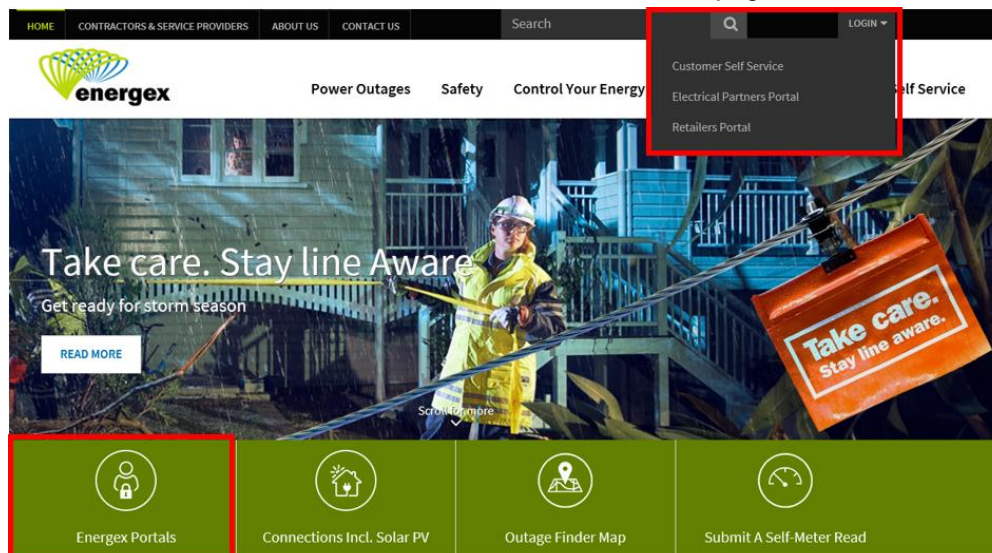 HOME CONTRACTORS & SERVICE PROVIDERS ABOUT US CONTACT US Search LOGIN
Customer Self Service
Electrical Partners Portal
Retailers Portal
energex
Power Outages Safety Control Your Energy elf Service
Take care. Stay line Aware
Get ready for storm season
READ MORE
Take care.
Stay line aware.
Scroll for more
Energex Portals Connections Incl. Solar PV Outage Finder Map Submit A Self-Meter Read